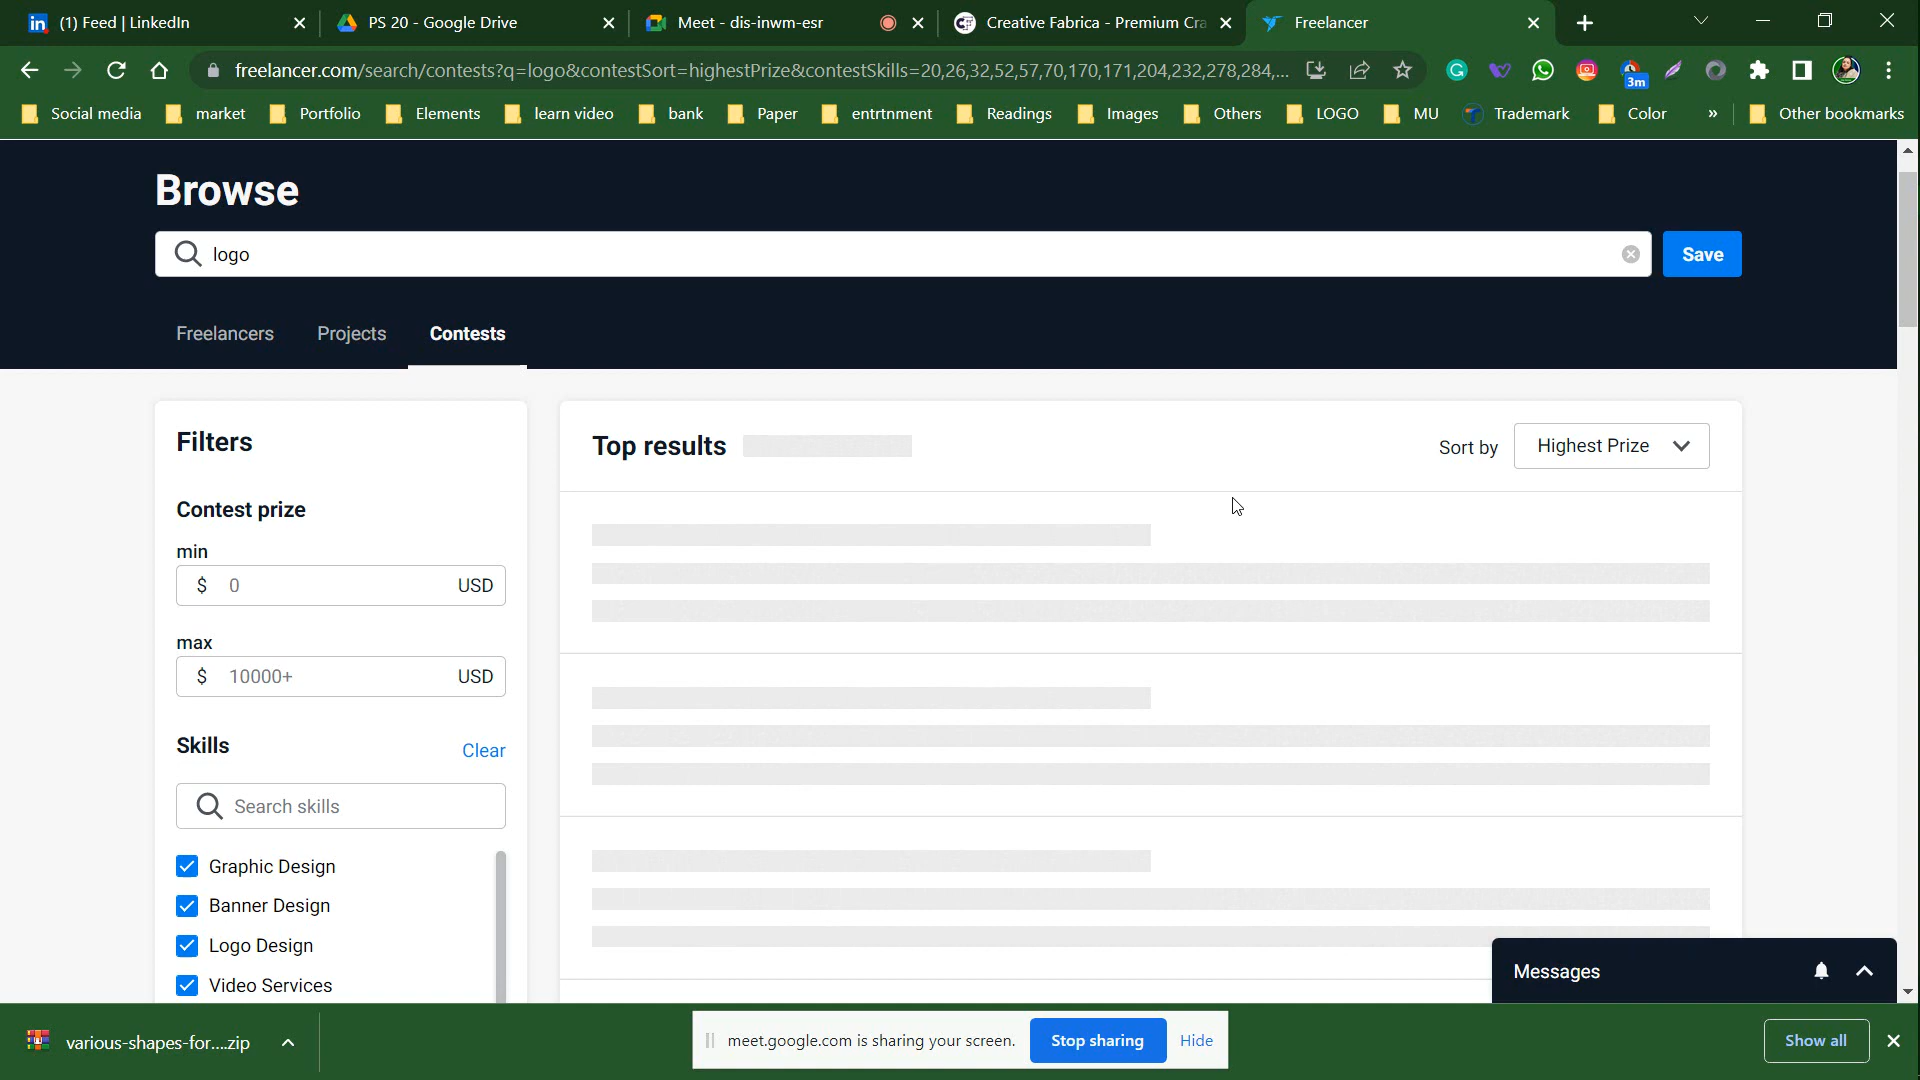 (1) Feed | LinkedIn
PS 20 - Google Drive
Meet - dis-inwm-esr
Creative Fabrica - Premium Cra
Freelancer
freelancer.com/search/contests?q=logo&contestSort=highestPrize&contestSkills=20,26,32,52,57,70,170,171,204,232,278,284,...
3m
Social media
market
Portfolio
Elements
learn video
bank
Paper
entrtnment
Readings
Images
Others
LOGO
MU
Trademark
Color
»
Other bookmarks
Browse
logo
Save
Freelancers
Projects
Contests
Filters
Top results
Sort by
Highest Prize
Contest prize
min
$ 0 USD
max
$ 10000+ USD
Skills
Clear
Search skills
Graphic Design
Banner Design
Logo Design
Video Services
Messages
various-shapes-for....zip
meet.google.com is sharing your screen.
Stop sharing
Hide
Show all